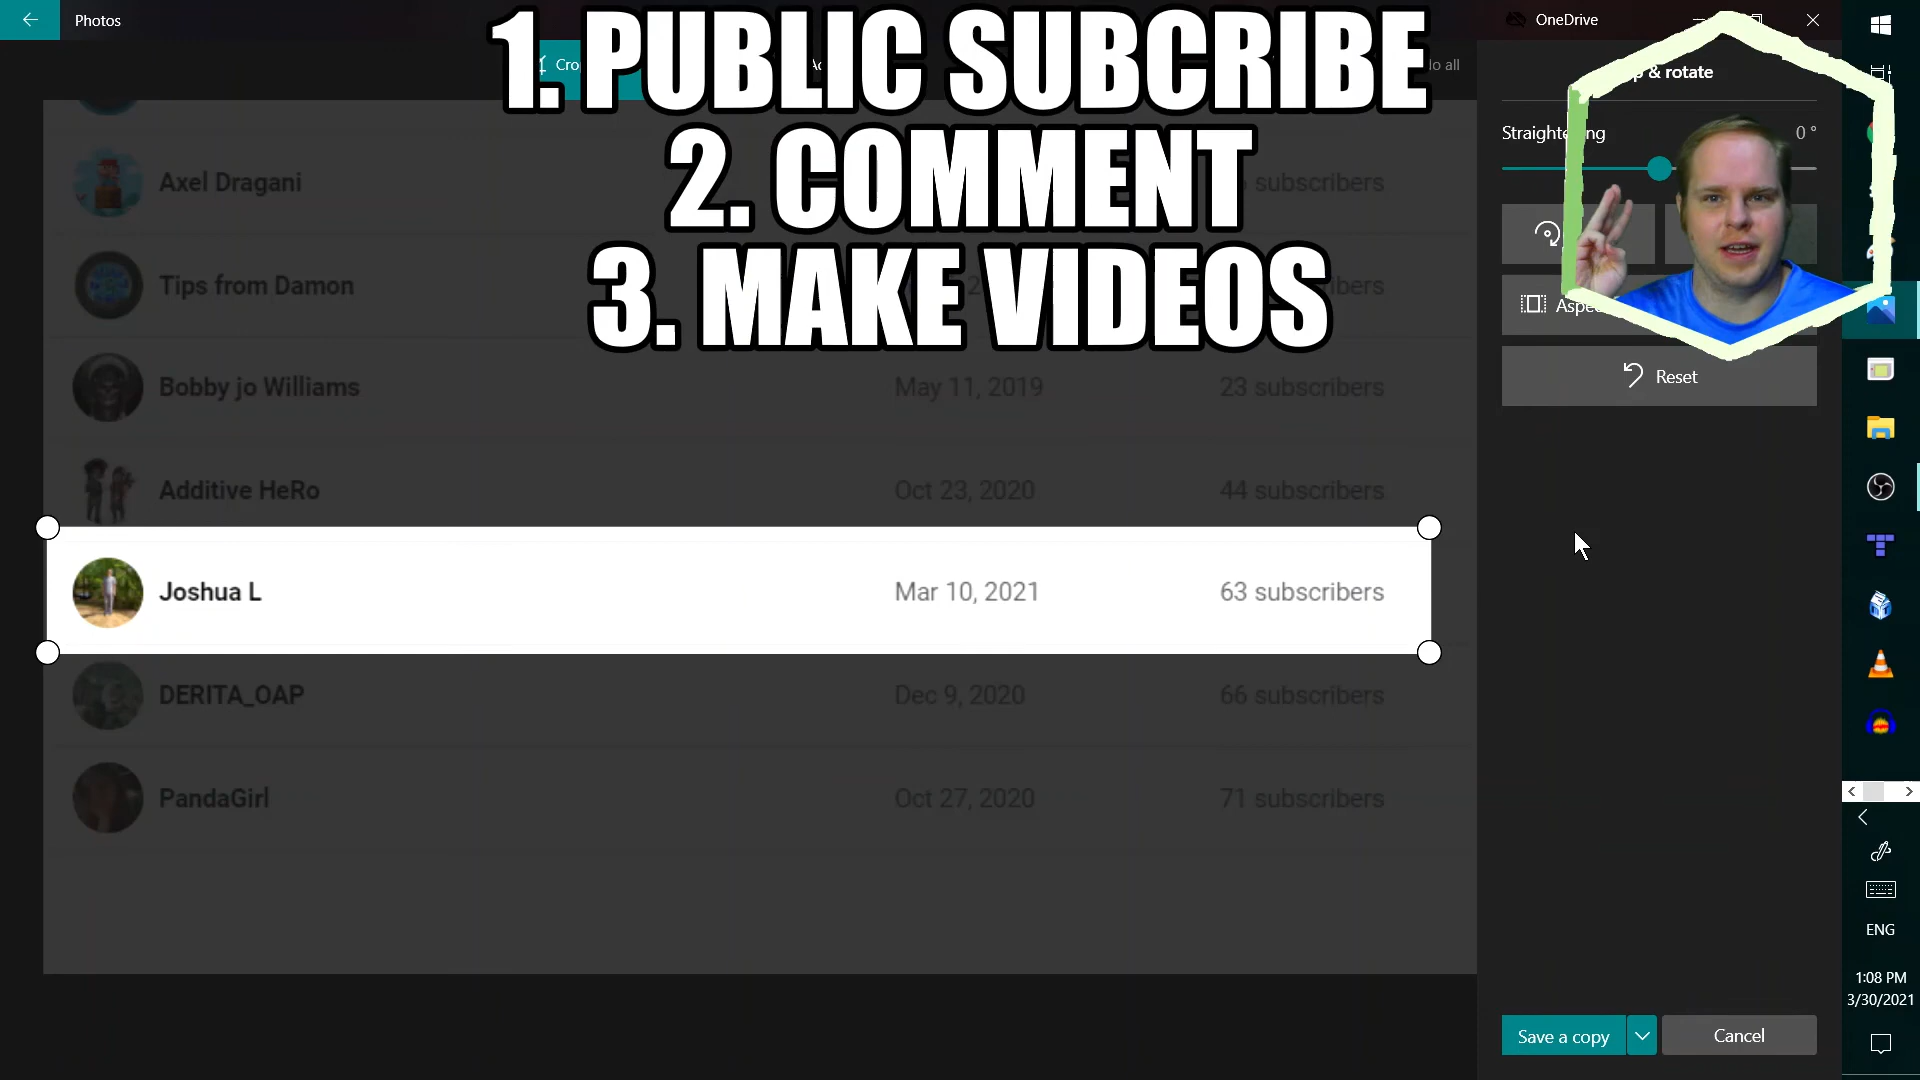 Photos
OneDrive
1. PUBLIC SUBCRIBE
2. COMMENT
3. MAKE VIDEOS
& rotate
Straightening 0 °
Axel Dragani subscribers
Tips from Damon
Reset
Bobby jo Williams May 11, 2019 23 subscribers
Additive HeRo Oct 23, 2020 44 subscribers
Joshua L Mar 10, 2021 63 subscribers
DERITA_OAP Dec 9, 2020 66 subscribers
PandaGirl Oct 27, 2020 71 subscribers
ENG
1:08 PM
3/30/2021
Save a copy
Cancel